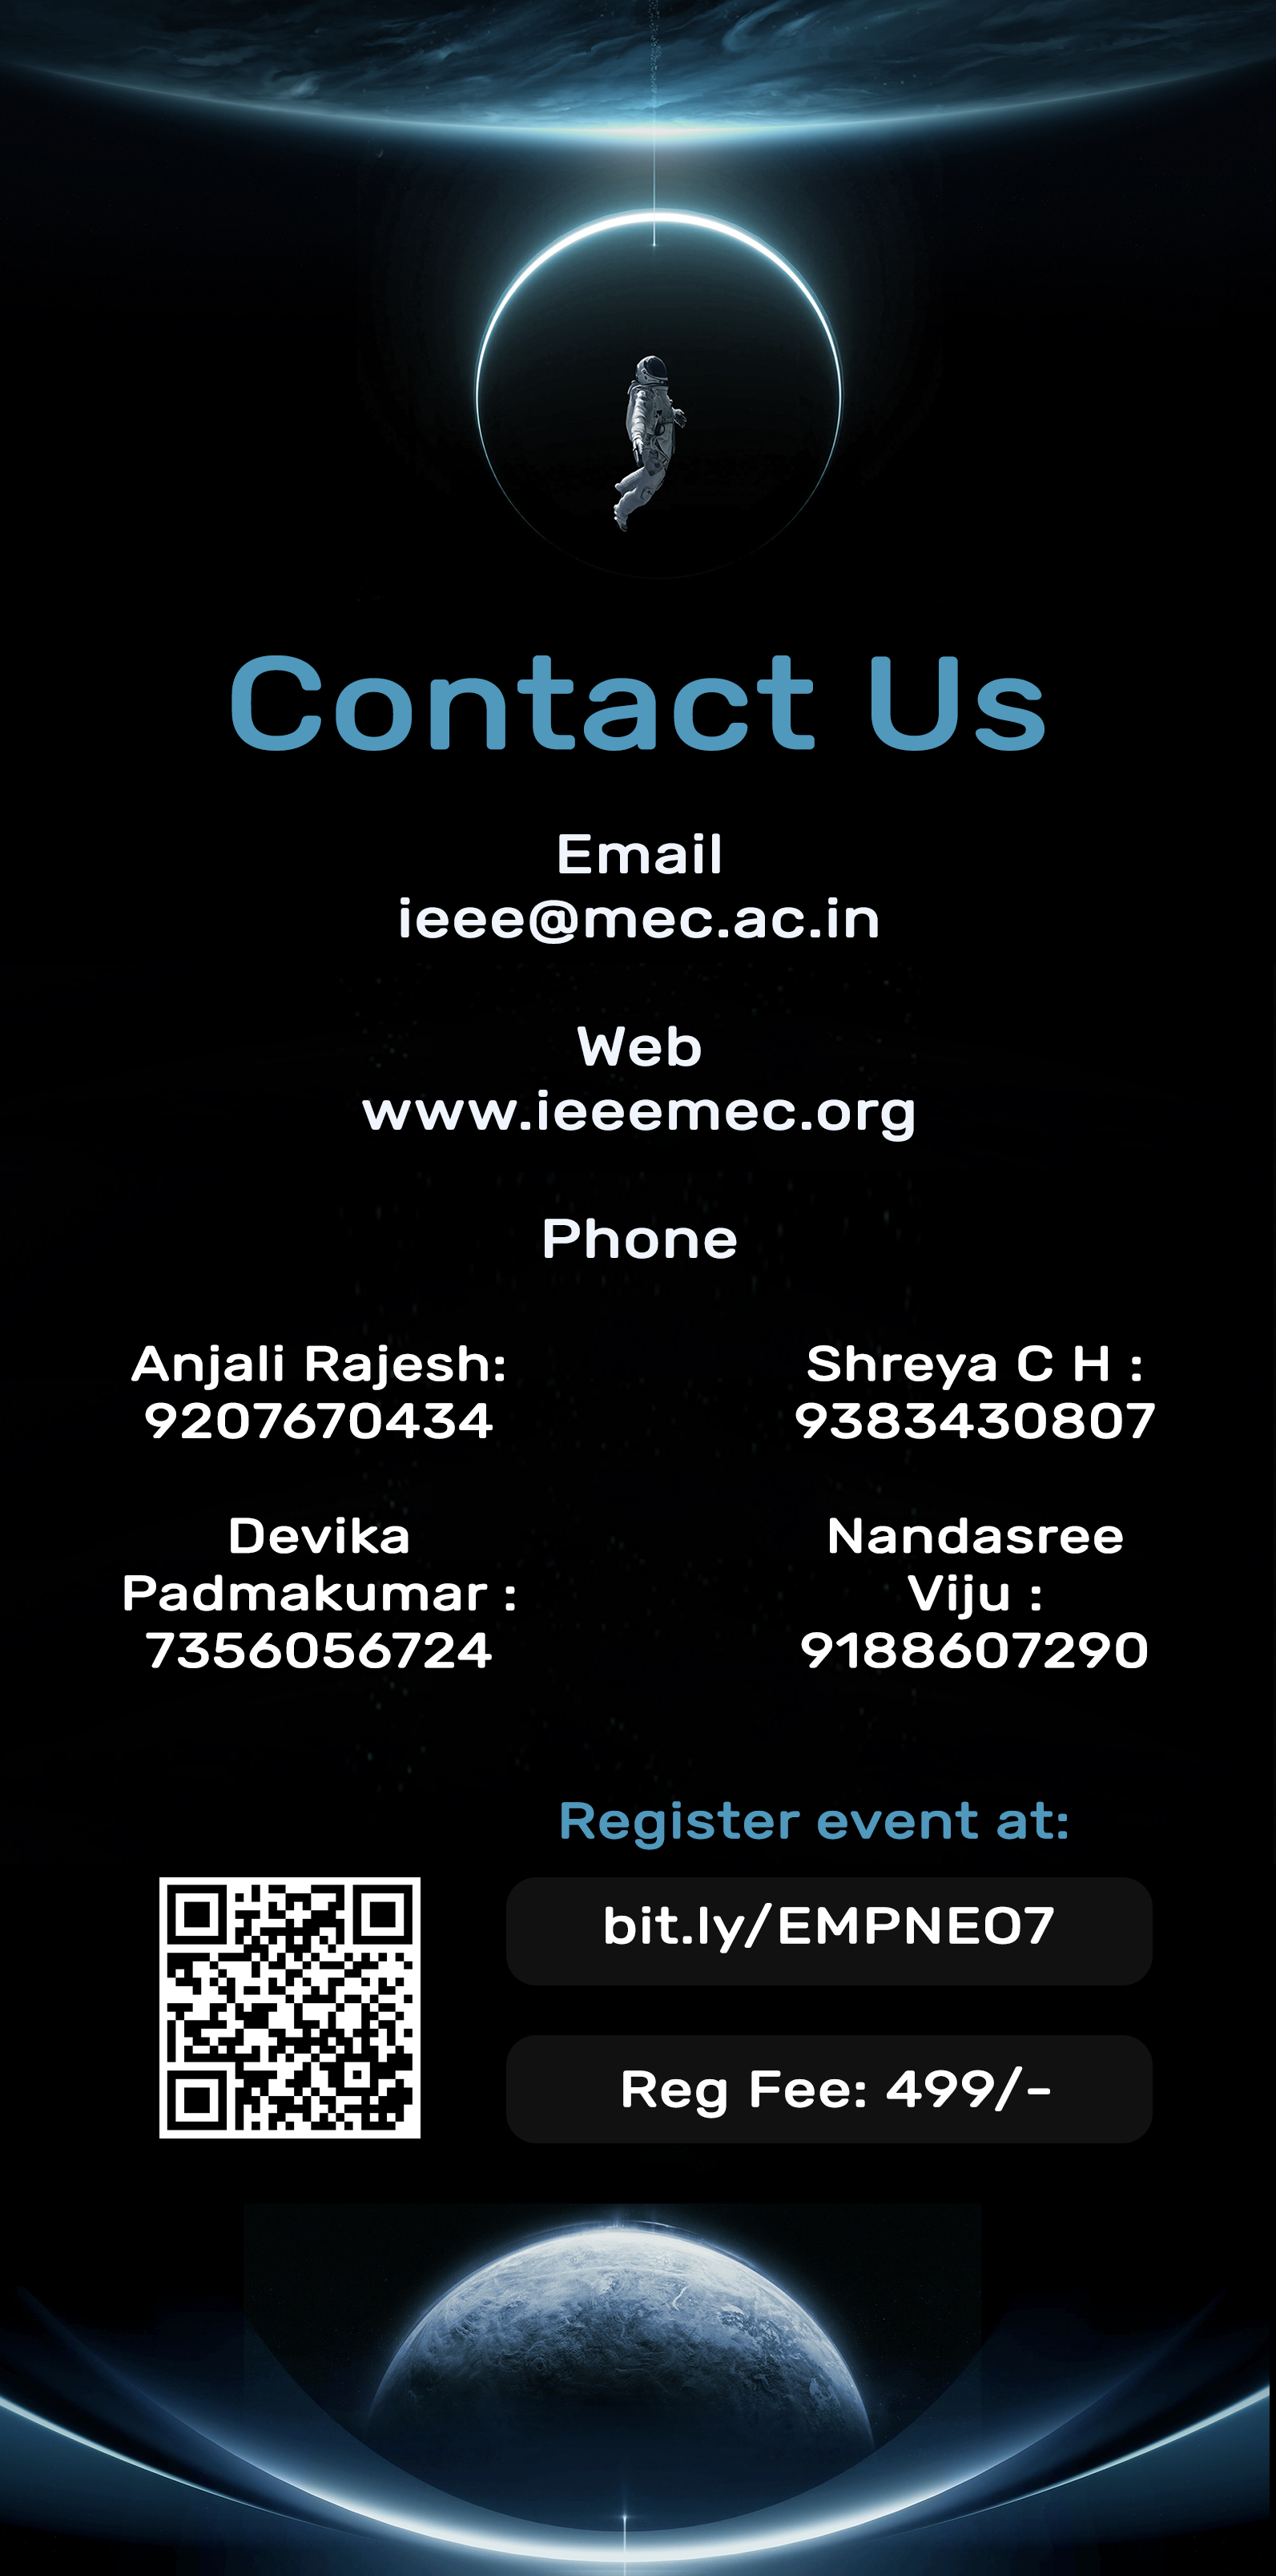 Contact Us
Email
ieee@mec.ac.in
Web
www.ieeemec.org
Phone
Anjali Rajesh:
9207670434
Shreya C H :
9383430807
Devika
Padmakumar :
7356056724
Nandasree
Viju :
9188607290
Register event at:
bit.ly/EMPNEO7
Reg Fee: 499/-